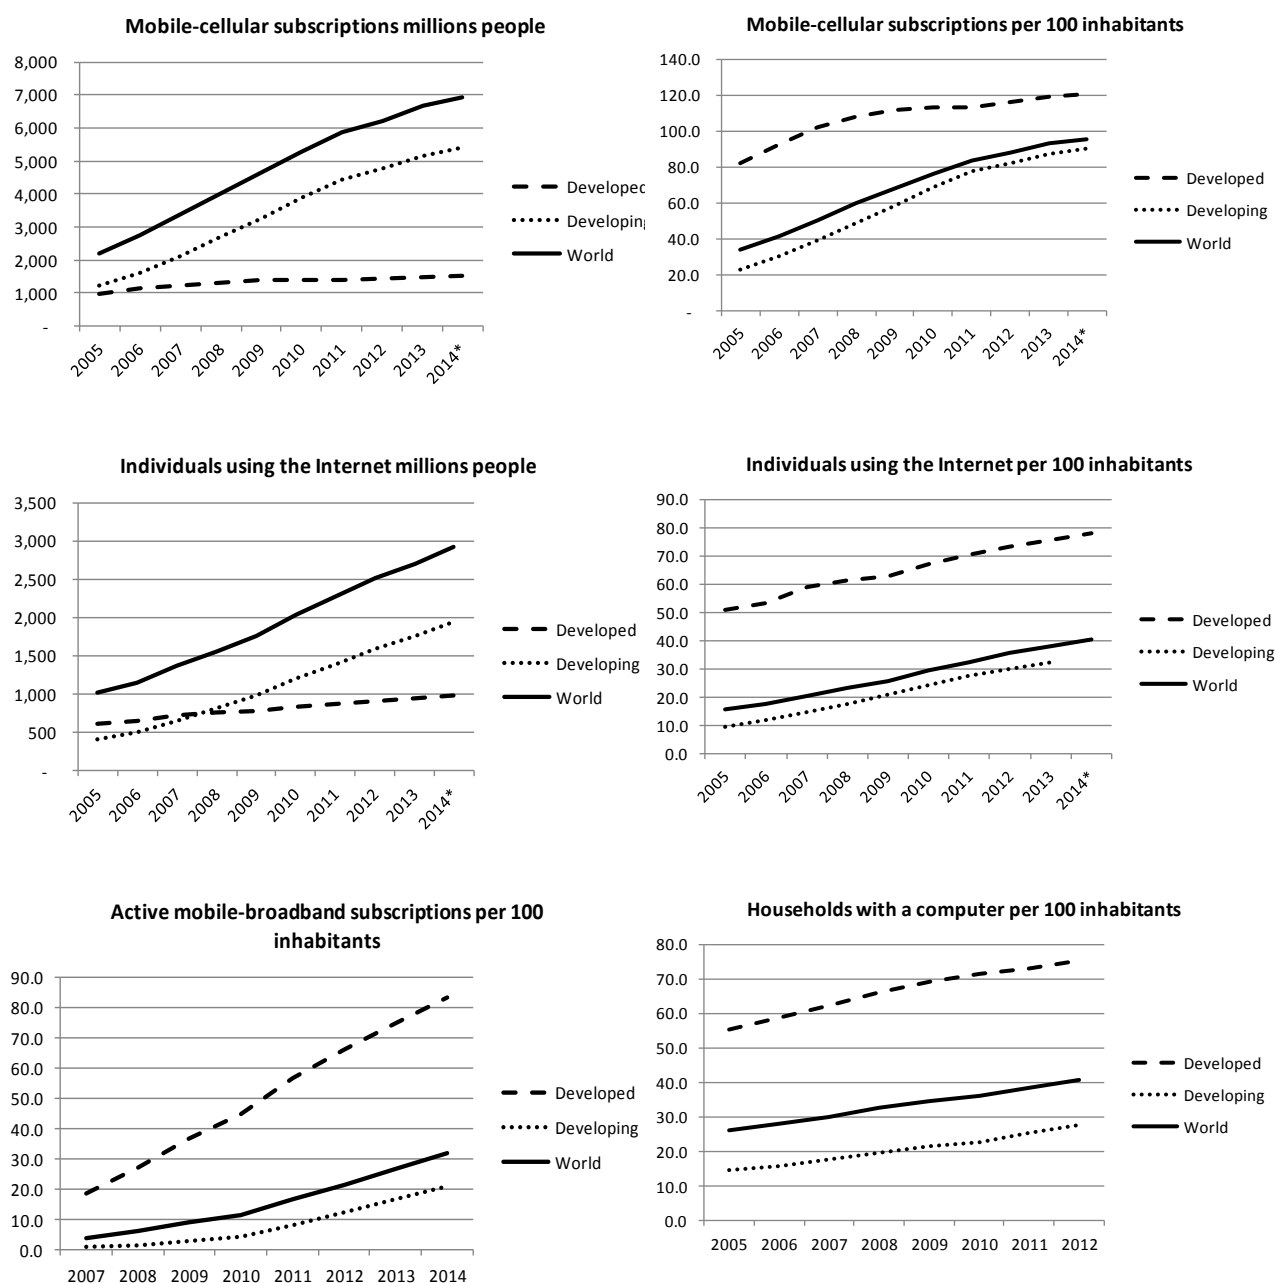 Mobile-cellular subscriptions millions people
8,000
7,000
6,000
5,000
4,000
3,000
2,000
1,000
-
2005 2006 2007 2008 2009 2010 2011 2012 2013 2014*
Developed
Developing
World
Mobile-cellular subscriptions per 100 inhabitants
140.0
120.0
100.0
80.0
60.0
40.0
20.0
-
2005 2006 2007 2008 2009 2010 2011 2012 2013 2014*
Developed
Developing
World
Individuals using the Internet millions people
3,500
3,000
2,500
2,000
1,500
1,000
500
-
2005 2006 2007 2008 2009 2010 2011 2012 2013 2014*
Developed
Developing
World
Individuals using the Internet per 100 inhabitants
90.0
80.0
70.0
60.0
50.0
40.0
30.0
20.0
10.0
0.0
2005 2006 2007 2008 2009 2010 2011 2012 2013 2014*
Developed
Developing
World
Active mobile-broadband subscriptions per 100
inhabitants
90.0
80.0
70.0
60.0
50.0
40.0
30.0
20.0
10.0
0.0
2007 2008 2009 2010 2011 2012 2013 2014
Developed
Developing
World
Households with a computer per 100 inhabitants
80.0
70.0
60.0
50.0
40.0
30.0
20.0
10.0
0.0
2005 2006 2007 2008 2009 2010 2011 2012
Developed
Developing
World